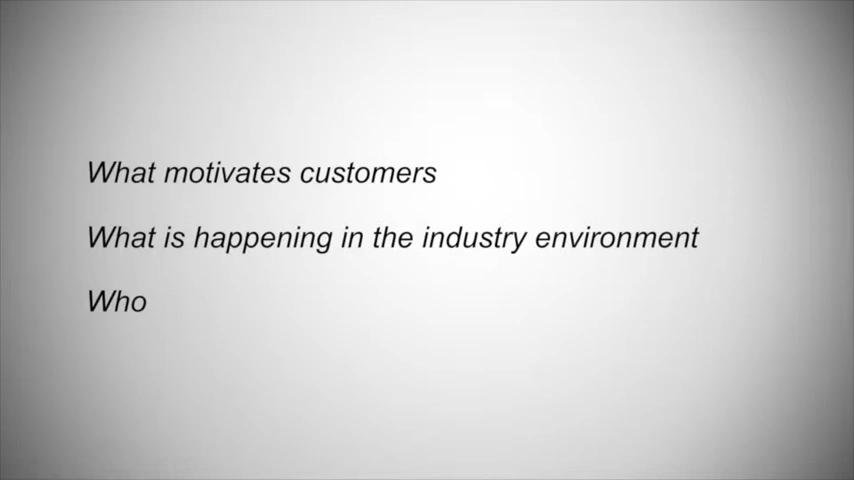 What motivates customers
What is happening in the industry environment
Who